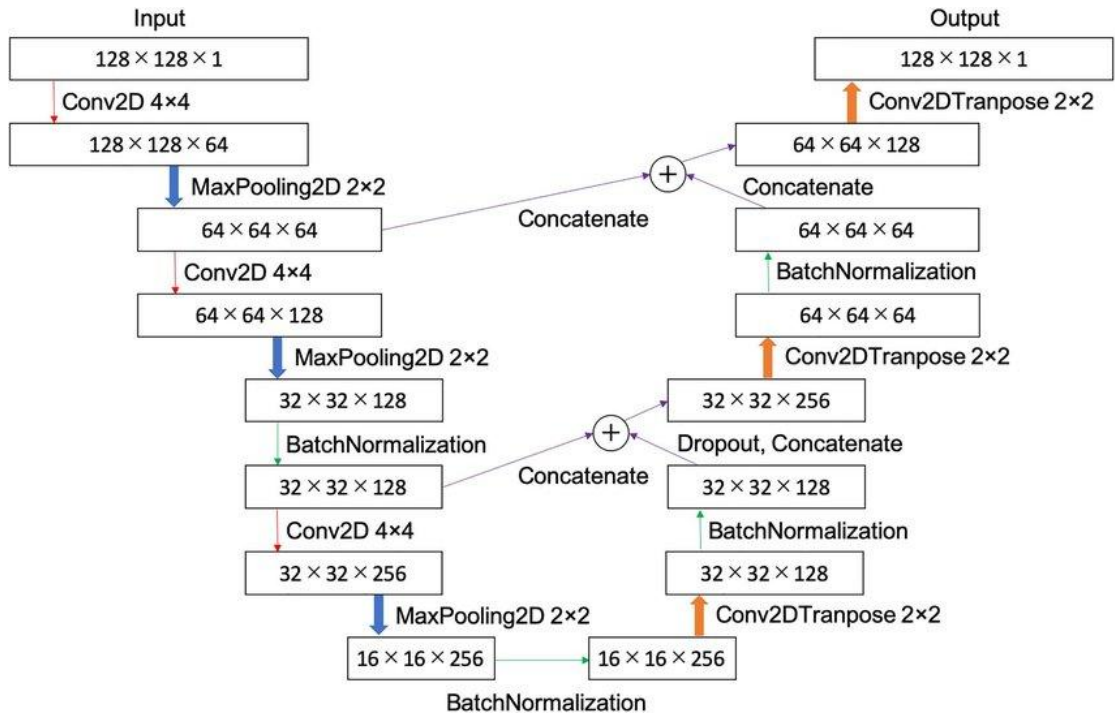 Input
128×128×1
Conv2D 4×4
128×128×64
MaxPooling2D 2×2
64×64×64
Conv2D 4×4
64×64×128
MaxPooling2D 2×2
32×32×128
BatchNormalization
32×32×128
Conv2D 4×4
32×32×256
MaxPooling2D 2×2
16×16×256
BatchNormalization
16×16×256
Conv2DTranpose 2×2
32×32×128
BatchNormalization
32×32×128
Dropout, Concatenate
Concatenate
+
32×32×256
Conv2DTranpose 2×2
64×64×64
BatchNormalization
64×64×64
Concatenate
Concatenate
+
64×64×128
Conv2DTranpose 2×2
128×128×1
Output